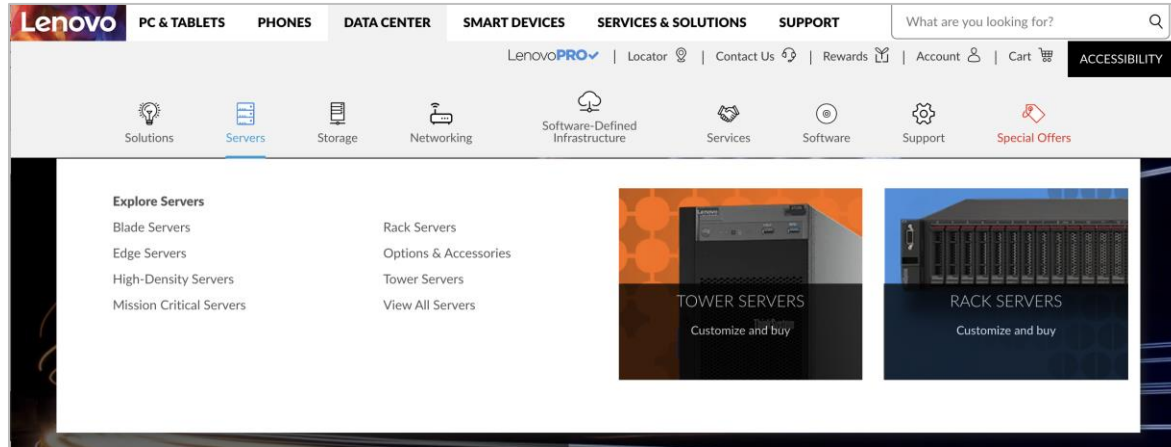 Lenovo PC & TABLETS PHONES DATA CENTER SMART DEVICES SERVICES & SOLUTIONS SUPPORT What are you looking for?
LenovoPRO | Locator | Contact Us | Rewards | Account | Cart ACCESSIBILITY
Solutions
Servers
Storage
Networking
Software-Defined
Infrastructure
Services
Software
Support
Special Offers
Explore Servers
Blade Servers
Edge Servers
High-Density Servers
Mission Critical Servers
Rack Servers
Options & Accessories
Tower Servers
View All Servers
Lenovo
TOWER SERVERS
Customize and buy
RACK SERVERS
Customize and buy